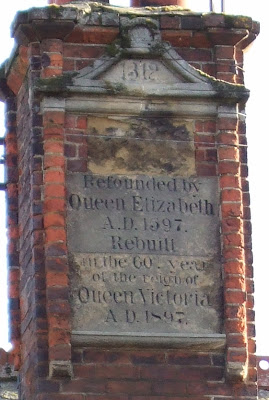 1312
Refounded by
Queen Elizabeth
A.D. 1597.
Rebuilt
in the 60th year
of the reign of
Queen Victoria
A.D. 1897.